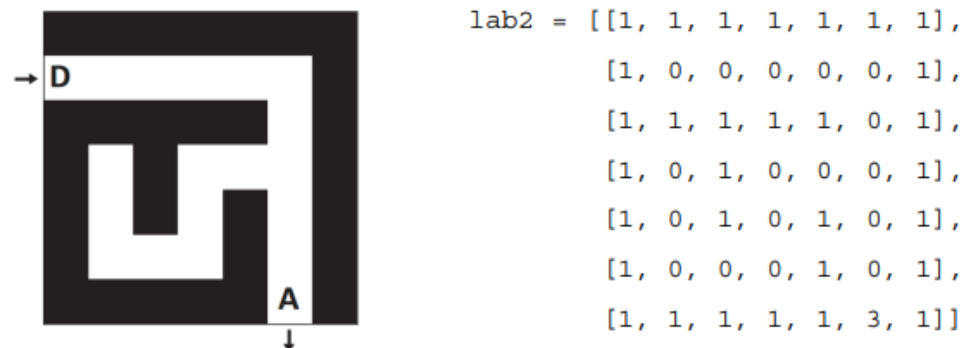 D
A
lab2 = [[1, 1, 1, 1, 1, 1, 1],
[1, 0, 0, 0, 0, 0, 1],
[1, 1, 1, 1, 1, 0, 1],
[1, 0, 1, 0, 0, 0, 1],
[1, 0, 1, 0, 1, 0, 1],
[1, 0, 0, 0, 1, 0, 1],
[1, 1, 1, 1, 1, 3, 1]]